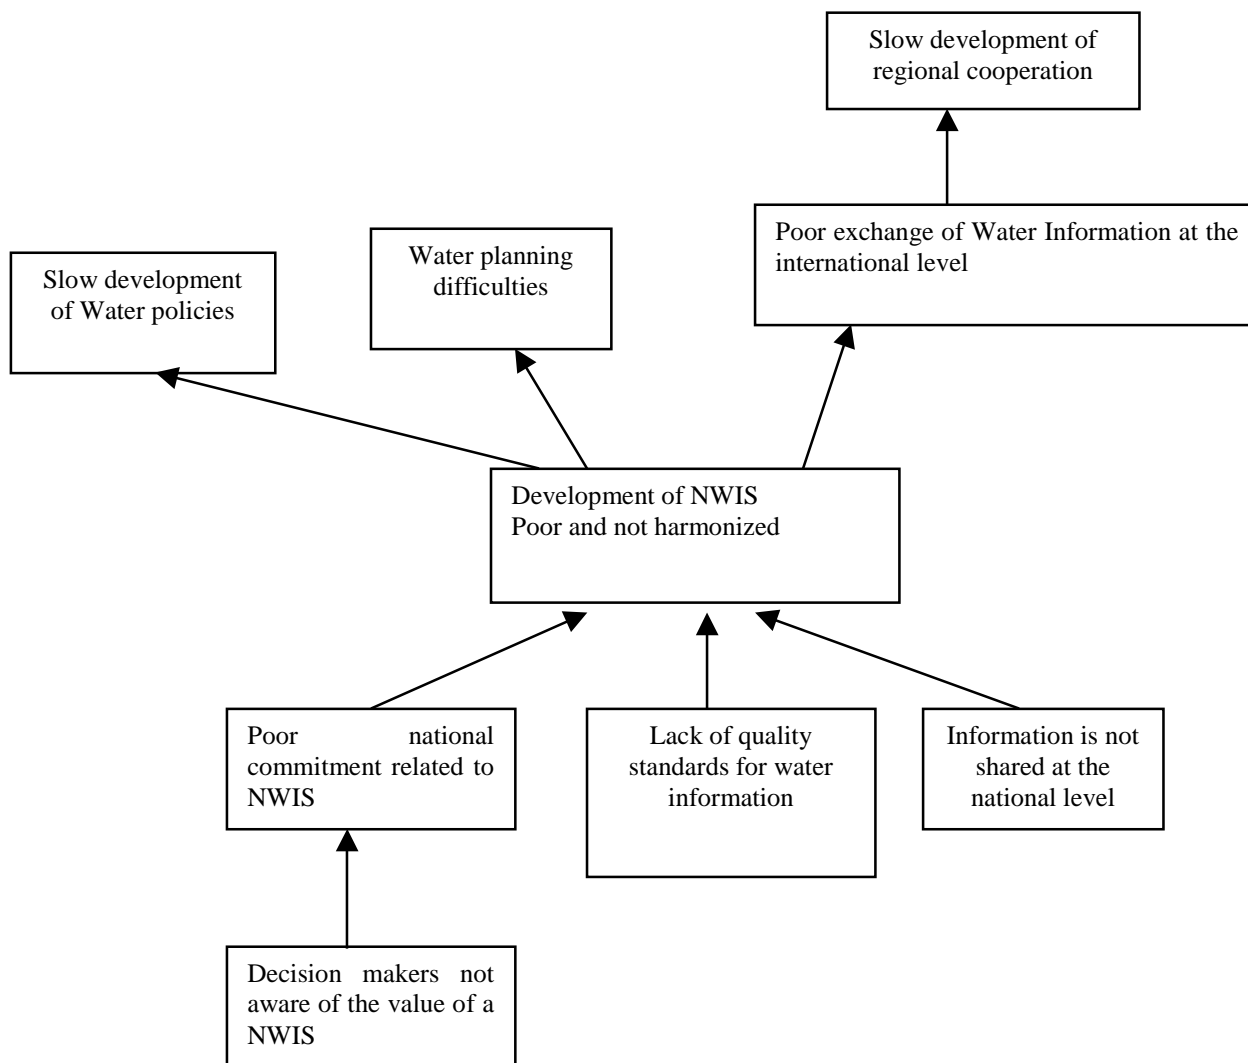 Slow development of
regional cooperation
Poor exchange of Water Information at the
international level
Water planning
difficulties
Slow development
of Water policies
Development of NWIS
Poor and not harmonized
Poor national
commitment related to
NWIS
Lack of quality
standards for water
information
Information is not
shared at the
national level
Decision makers not
aware of the value of a
NWIS